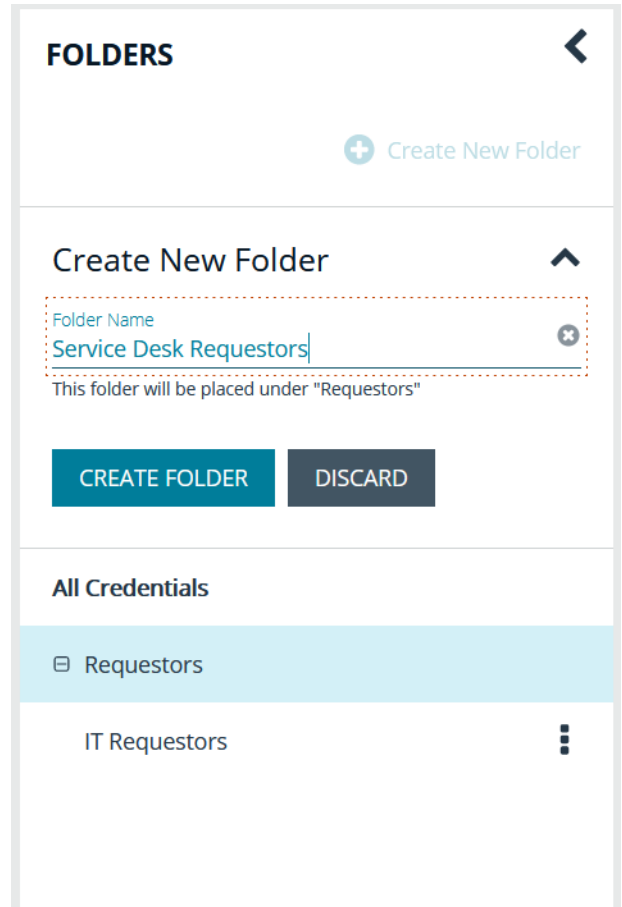 FOLDERS
Create New Folder
Create New Folder
Folder Name
Service Desk Requestors
This folder will be placed under "Requestors"
CREATE FOLDER DISCARD
All Credentials
Requestors
IT Requestors